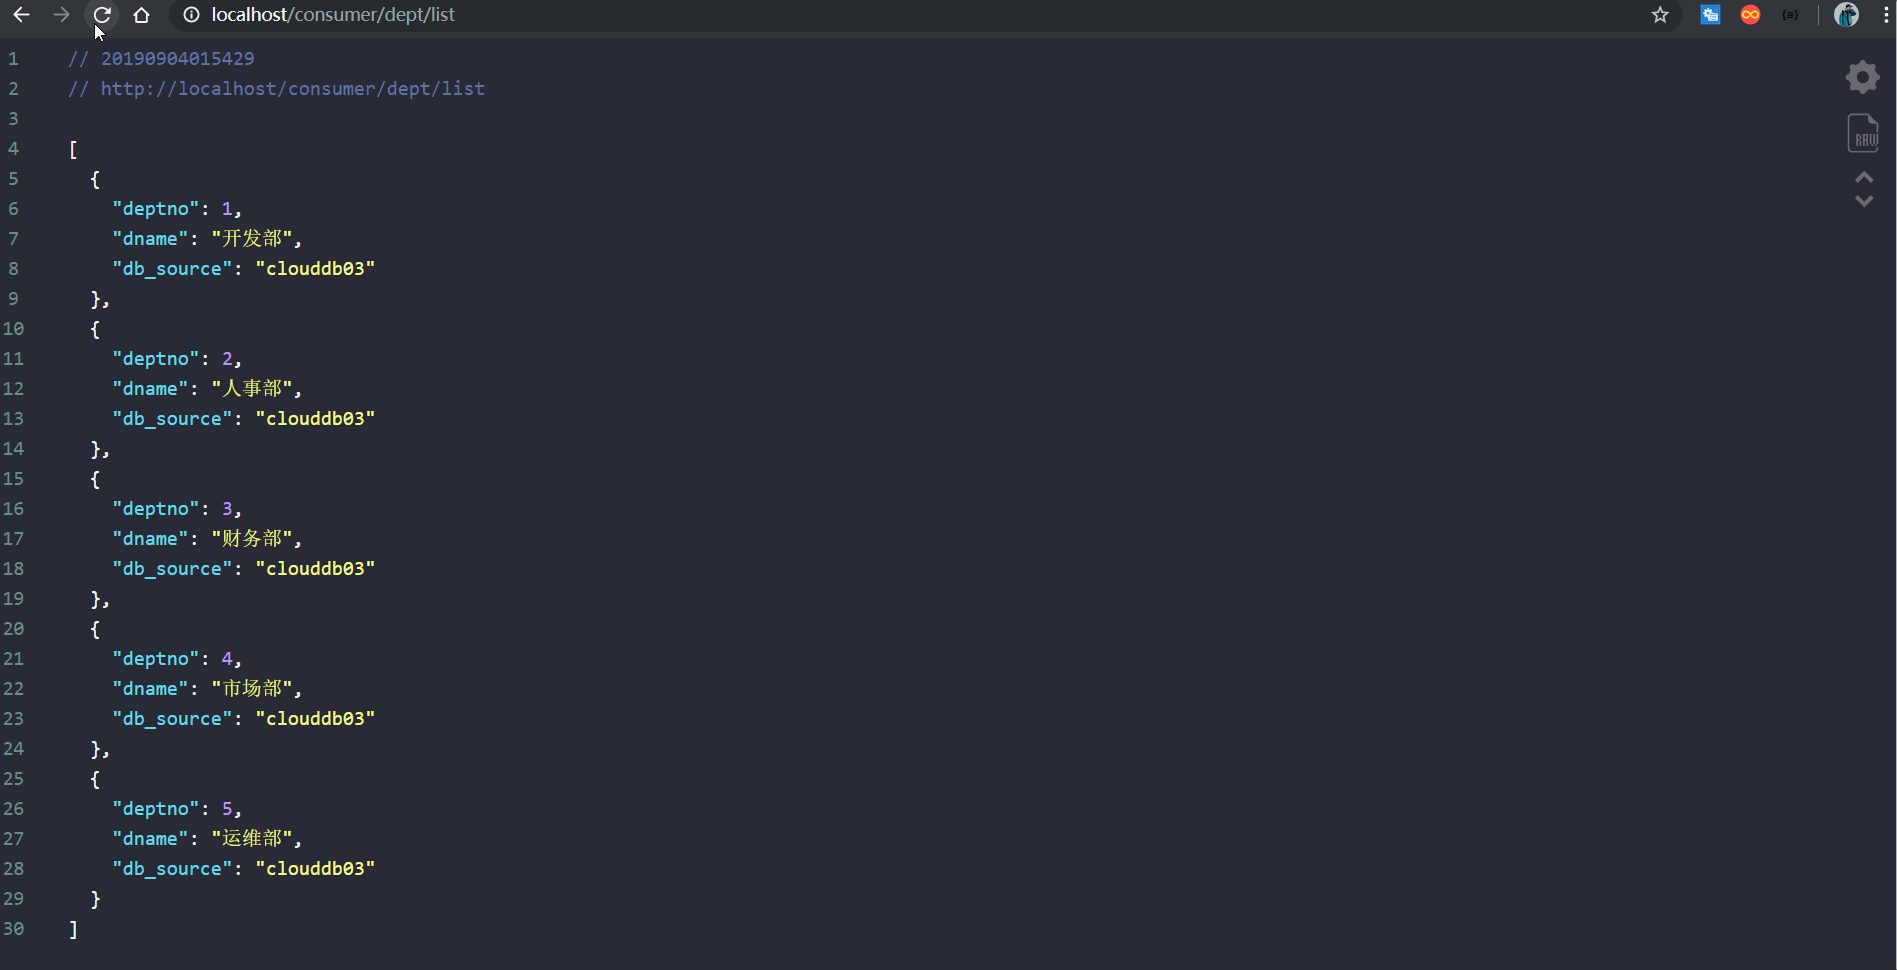 localhost/consumer/dept/list
1 // 20190904015429
2 // http://localhost/consumer/dept/list
3
4 [
5 {
6 "deptno": 1,
7 "dname": "开发部",
8 "db_source": "clouddb03"
9 },
10 {
11 "deptno": 2,
12 "dname": "人事部",
13 "db_source": "clouddb03"
14 },
15 {
16 "deptno": 3,
17 "dname": "财务部",
18 "db_source": "clouddb03"
19 },
20 {
21 "deptno": 4,
22 "dname": "市场部",
23 "db_source": "clouddb03"
24 },
25 {
26 "deptno": 5,
27 "dname": "运维部",
28 "db_source": "clouddb03"
29 }
30 ]
RAW